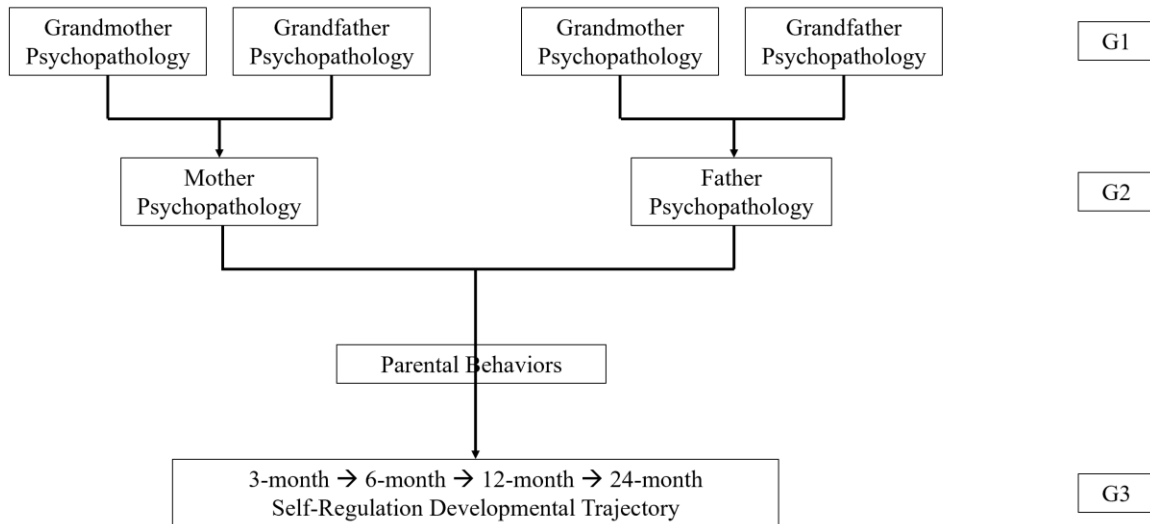 Grandmother
Psychopathology
Grandfather
Psychopathology
Grandmother
Psychopathology
Grandfather
Psychopathology
G1
Mother
Psychopathology
Father
Psychopathology
G2
Parental Behaviors
3-month → 6-month → 12-month → 24-month
Self-Regulation Developmental Trajectory
G3